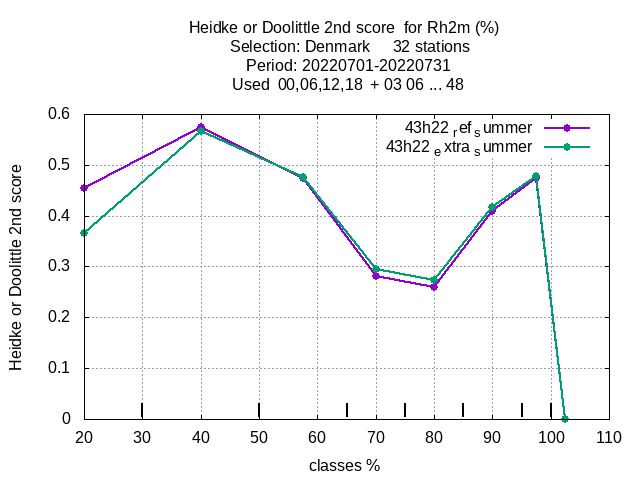 Heidke or Doolittle 2nd score  for Rh2m (%)
Selection: Denmark     32 stations
Period: 20220701-20220731
Used  00,06,12,18  + 03 06 ... 48
43h22 ref summer
43h22 extra summer
Heidke or Doolittle 2nd score
0.6
0.5
0.4
0.3
0.2
0.1
0
20 30 40 50 60 70 80 90 100 110
classes %